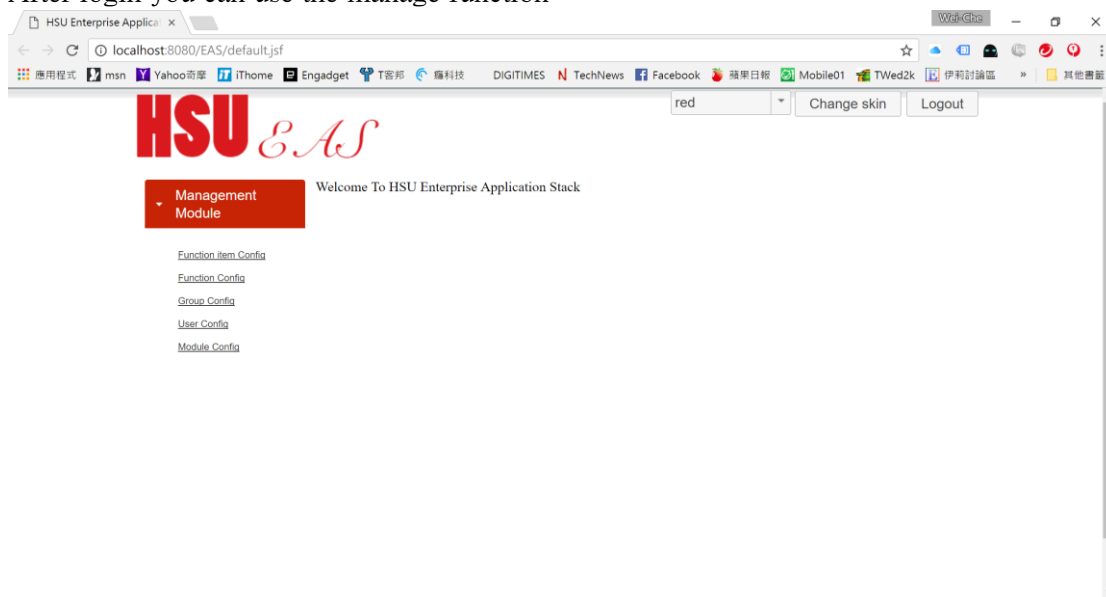 After login you can use the manage function
HSU Enterprise Applicat
Wei-Che
localhost:8080/EAS/default.jsf
應用程式 msn Yahoo奇摩 iThome Engadget T客邦 癮科技 DIGITIMES TechNews Facebook 蘋果日報 Mobile01 TWed2k 伊莉討論區 » 其他書籤
red Change skin Logout
HSU EAS
Management
Module
Welcome To HSU Enterprise Application Stack
Function item Config
Function Config
Group Config
User Config
Module Config